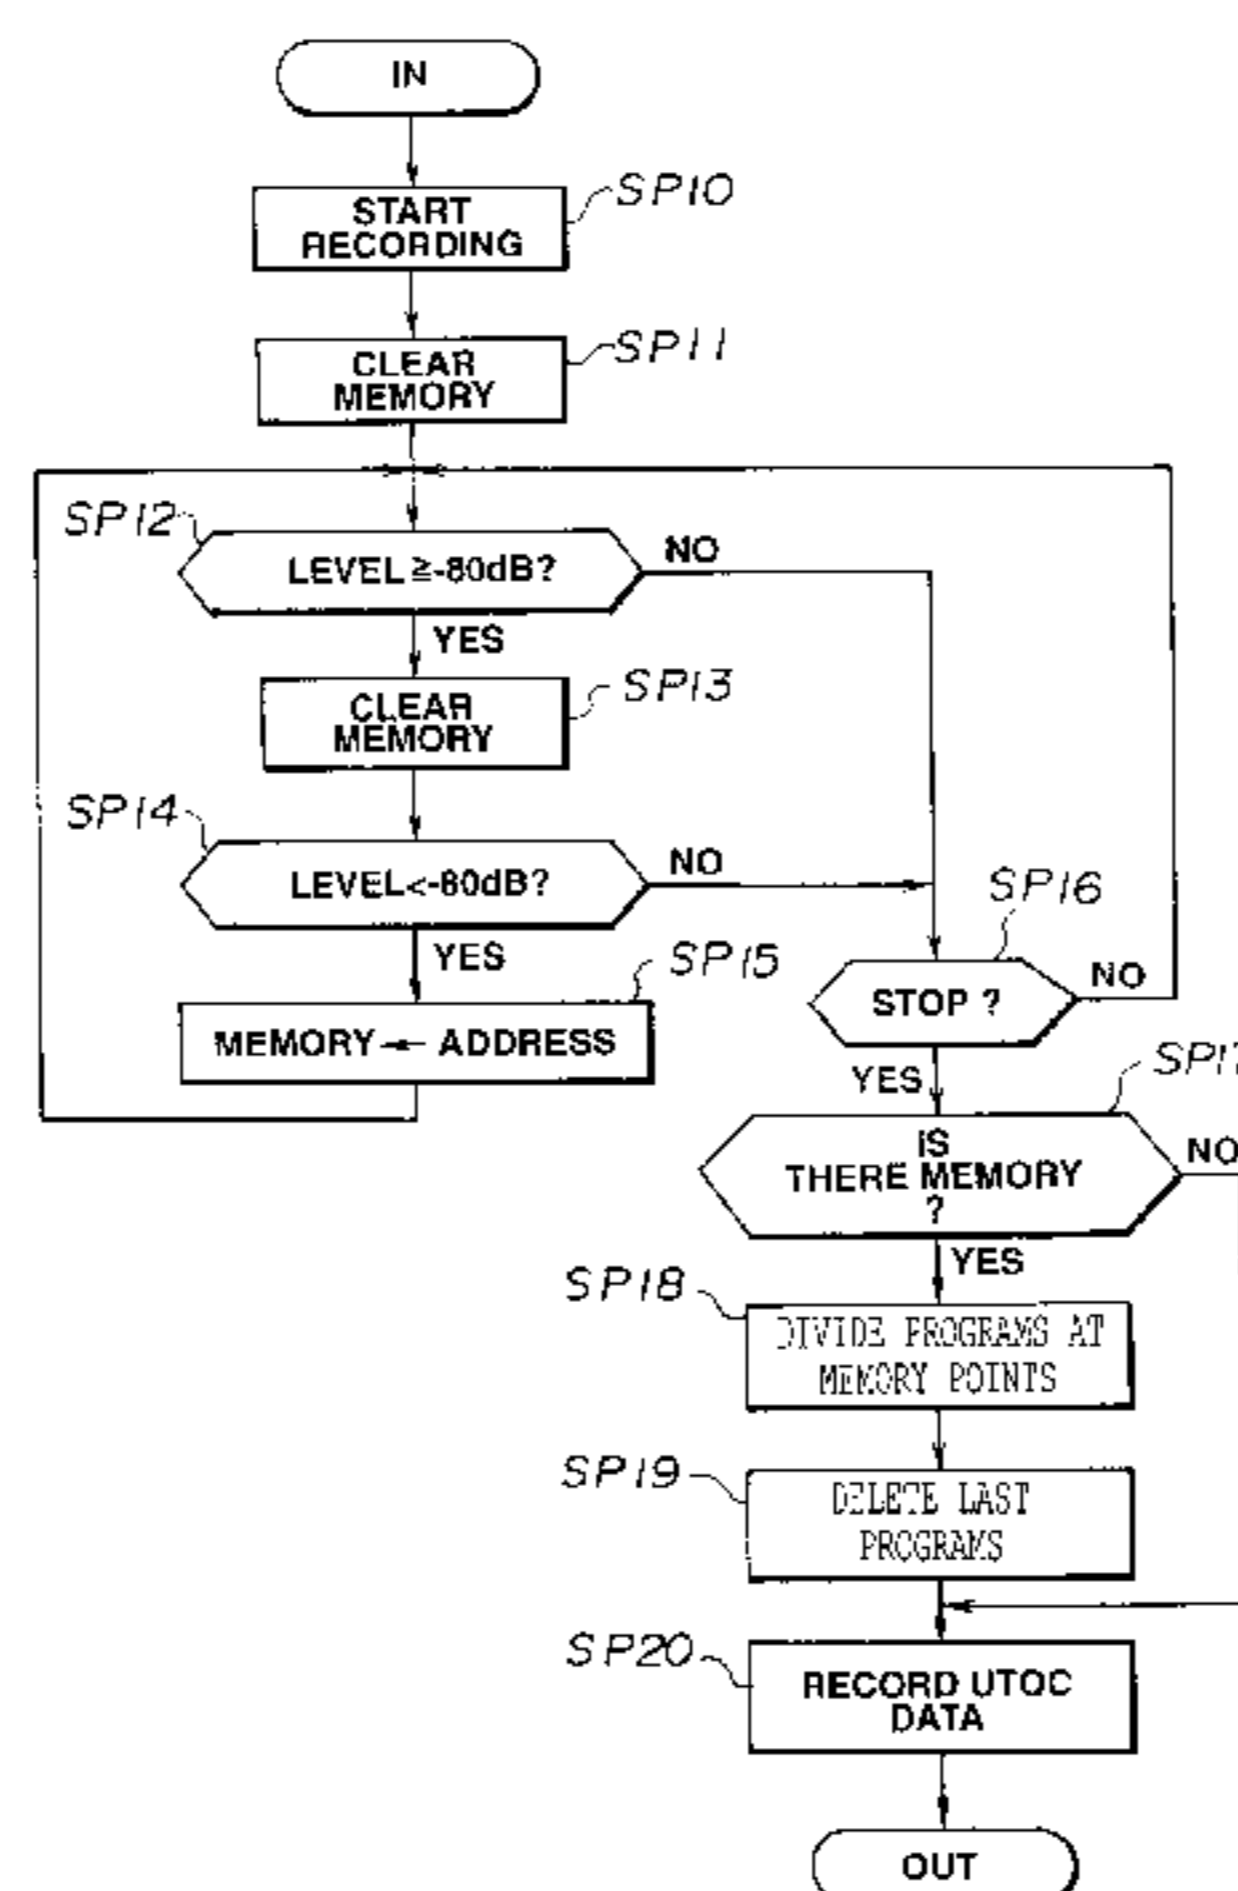 IN
START
RECORDING
SP10
CLEAR
MEMORY
SP11
SP12
LEVEL ≧-80dB?
NO
YES
CLEAR
MEMORY
SP13
SP14
LEVEL<-80dB?
NO
YES
SP15
MEMORY ← ADDRESS
SP16
STOP ?
NO
YES
SP17
IS
THERE MEMORY
?
NO
YES
SP18
DIVIDE PROGRAMS AT
MEMORY POINTS
SP19
DELETE LAST
PROGRAMS
SP20
RECORD UTOC
DATA
OUT